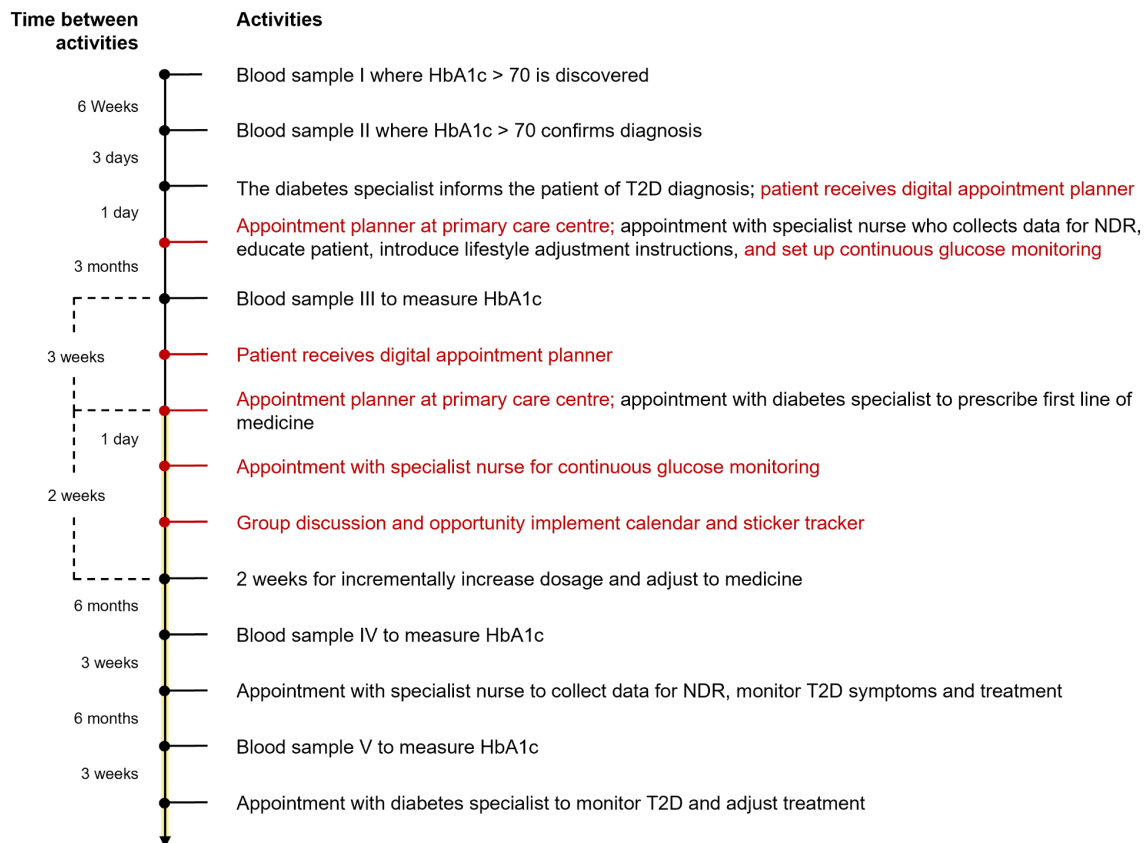 Time between
activities
Activities
Blood sample I where HbA1c > 70 is discovered
6 Weeks
Blood sample II where HbA1c > 70 confirms diagnosis
3 days
The diabetes specialist informs the patient of T2D diagnosis; patient receives digital appointment planner
1 day
Appointment planner at primary care centre; appointment with specialist nurse who collects data for NDR,
educate patient, introduce lifestyle adjustment instructions, and set up continuous glucose monitoring
3 months
Blood sample III to measure HbA1c
3 weeks
Patient receives digital appointment planner
Appointment planner at primary care centre; appointment with diabetes specialist to prescribe first line of
medicine
1 day
Appointment with specialist nurse for continuous glucose monitoring
2 weeks
Group discussion and opportunity implement calendar and sticker tracker
2 weeks for incrementally increase dosage and adjust to medicine
6 months
Blood sample IV to measure HbA1c
3 weeks
Appointment with specialist nurse to collect data for NDR, monitor T2D symptoms and treatment
6 months
Blood sample V to measure HbA1c
3 weeks
Appointment with diabetes specialist to monitor T2D and adjust treatment